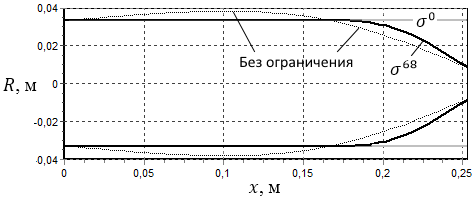 0,04
σ⁰
0,02
Без ограничения
σ⁶⁸
R, м
0
-0,02
-0,04
0 0,05 0,1 0,15 0,2 0,25
x, м